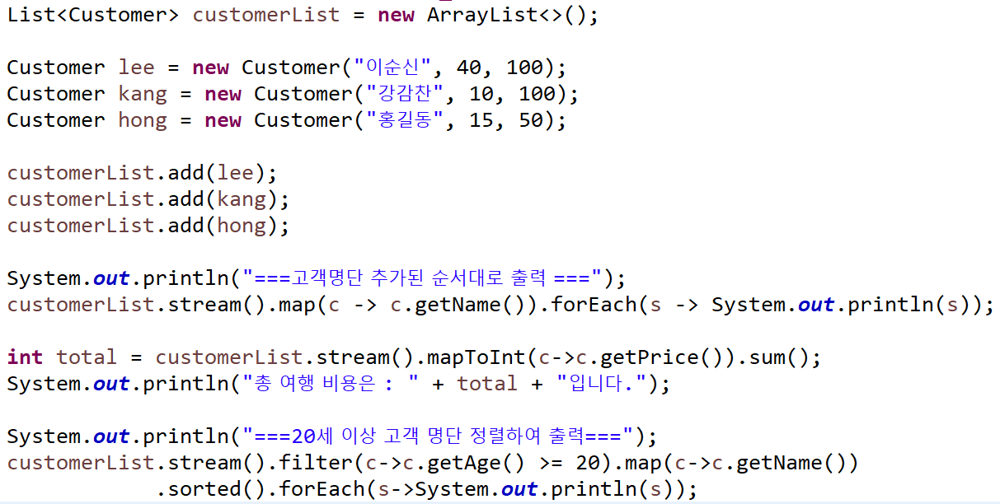 List<Customer> customerList = new ArrayList<>();
Customer lee = new Customer("이순신", 40, 100);
Customer kang = new Customer("강감찬", 10, 100);
Customer hong = new Customer("홍길동", 15, 50);
customerList.add(lee);
customerList.add(kang);
customerList.add(hong);
System.out.println("===고객명단 추가된 순서대로 출력 ===");
customerList.stream().map(c -> c.getName()).forEach(s -> System.out.println(s));
int total = customerList.stream().mapToInt(c->c.getPrice()).sum();
System.out.println("총 여행 비용은 : " + total + "입니다.");
System.out.println("===20세 이상 고객 명단 정렬하여 출력===");
customerList.stream().filter(c->c.getAge() >= 20).map(c->c.getName())
.sorted().forEach(s->System.out.println(s));